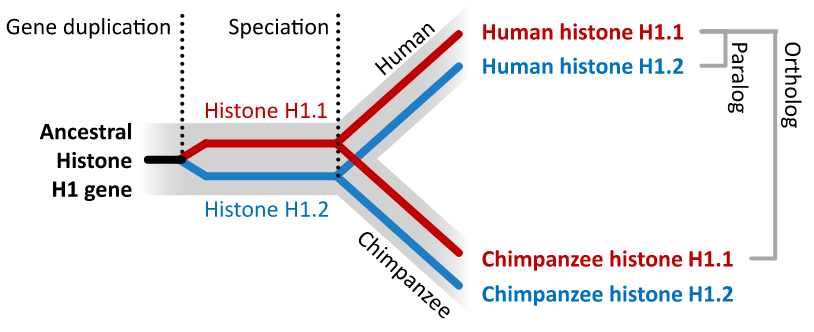 Gene duplication
Speciation
Human
Human histone H1.1
Human histone H1.2
Paralog
Ortholog
Histone H1.1
Ancestral
Histone
H1 gene
Histone H1.2
Chimpanzee
Chimpanzee histone H1.1
Chimpanzee histone H1.2